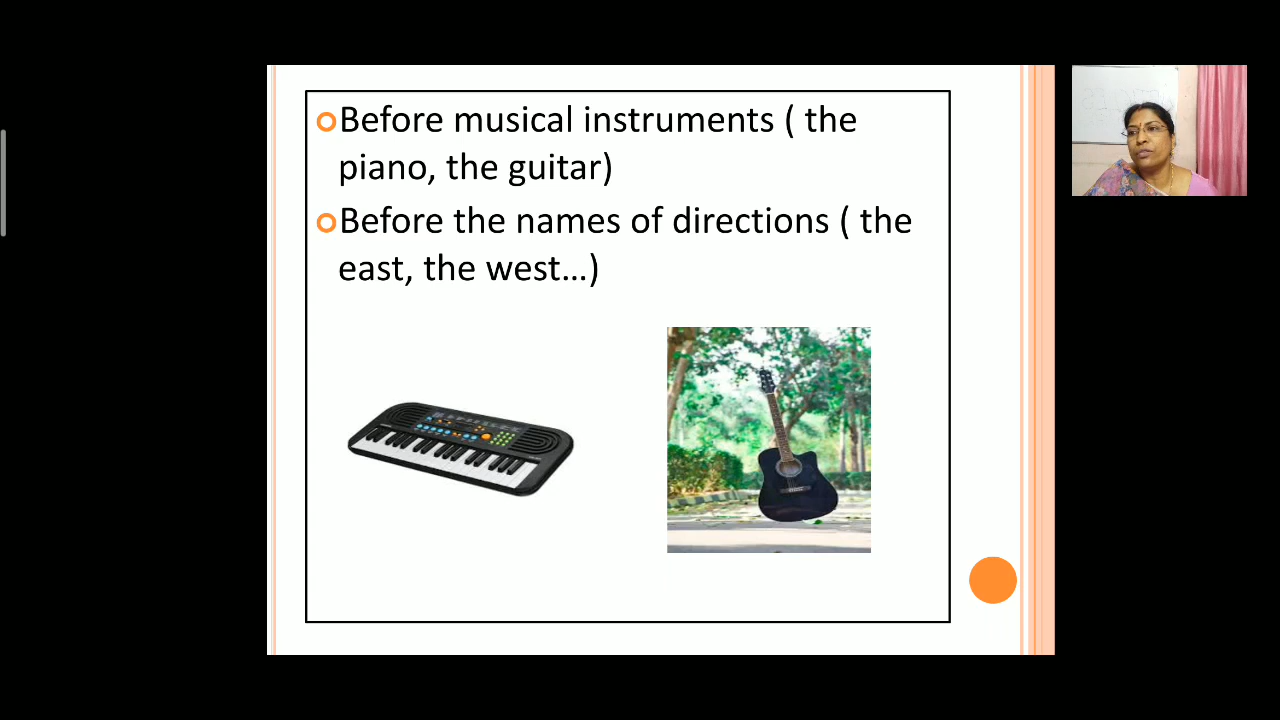 Before musical instruments ( the
piano, the guitar)
Before the names of directions ( the
east, the west...)